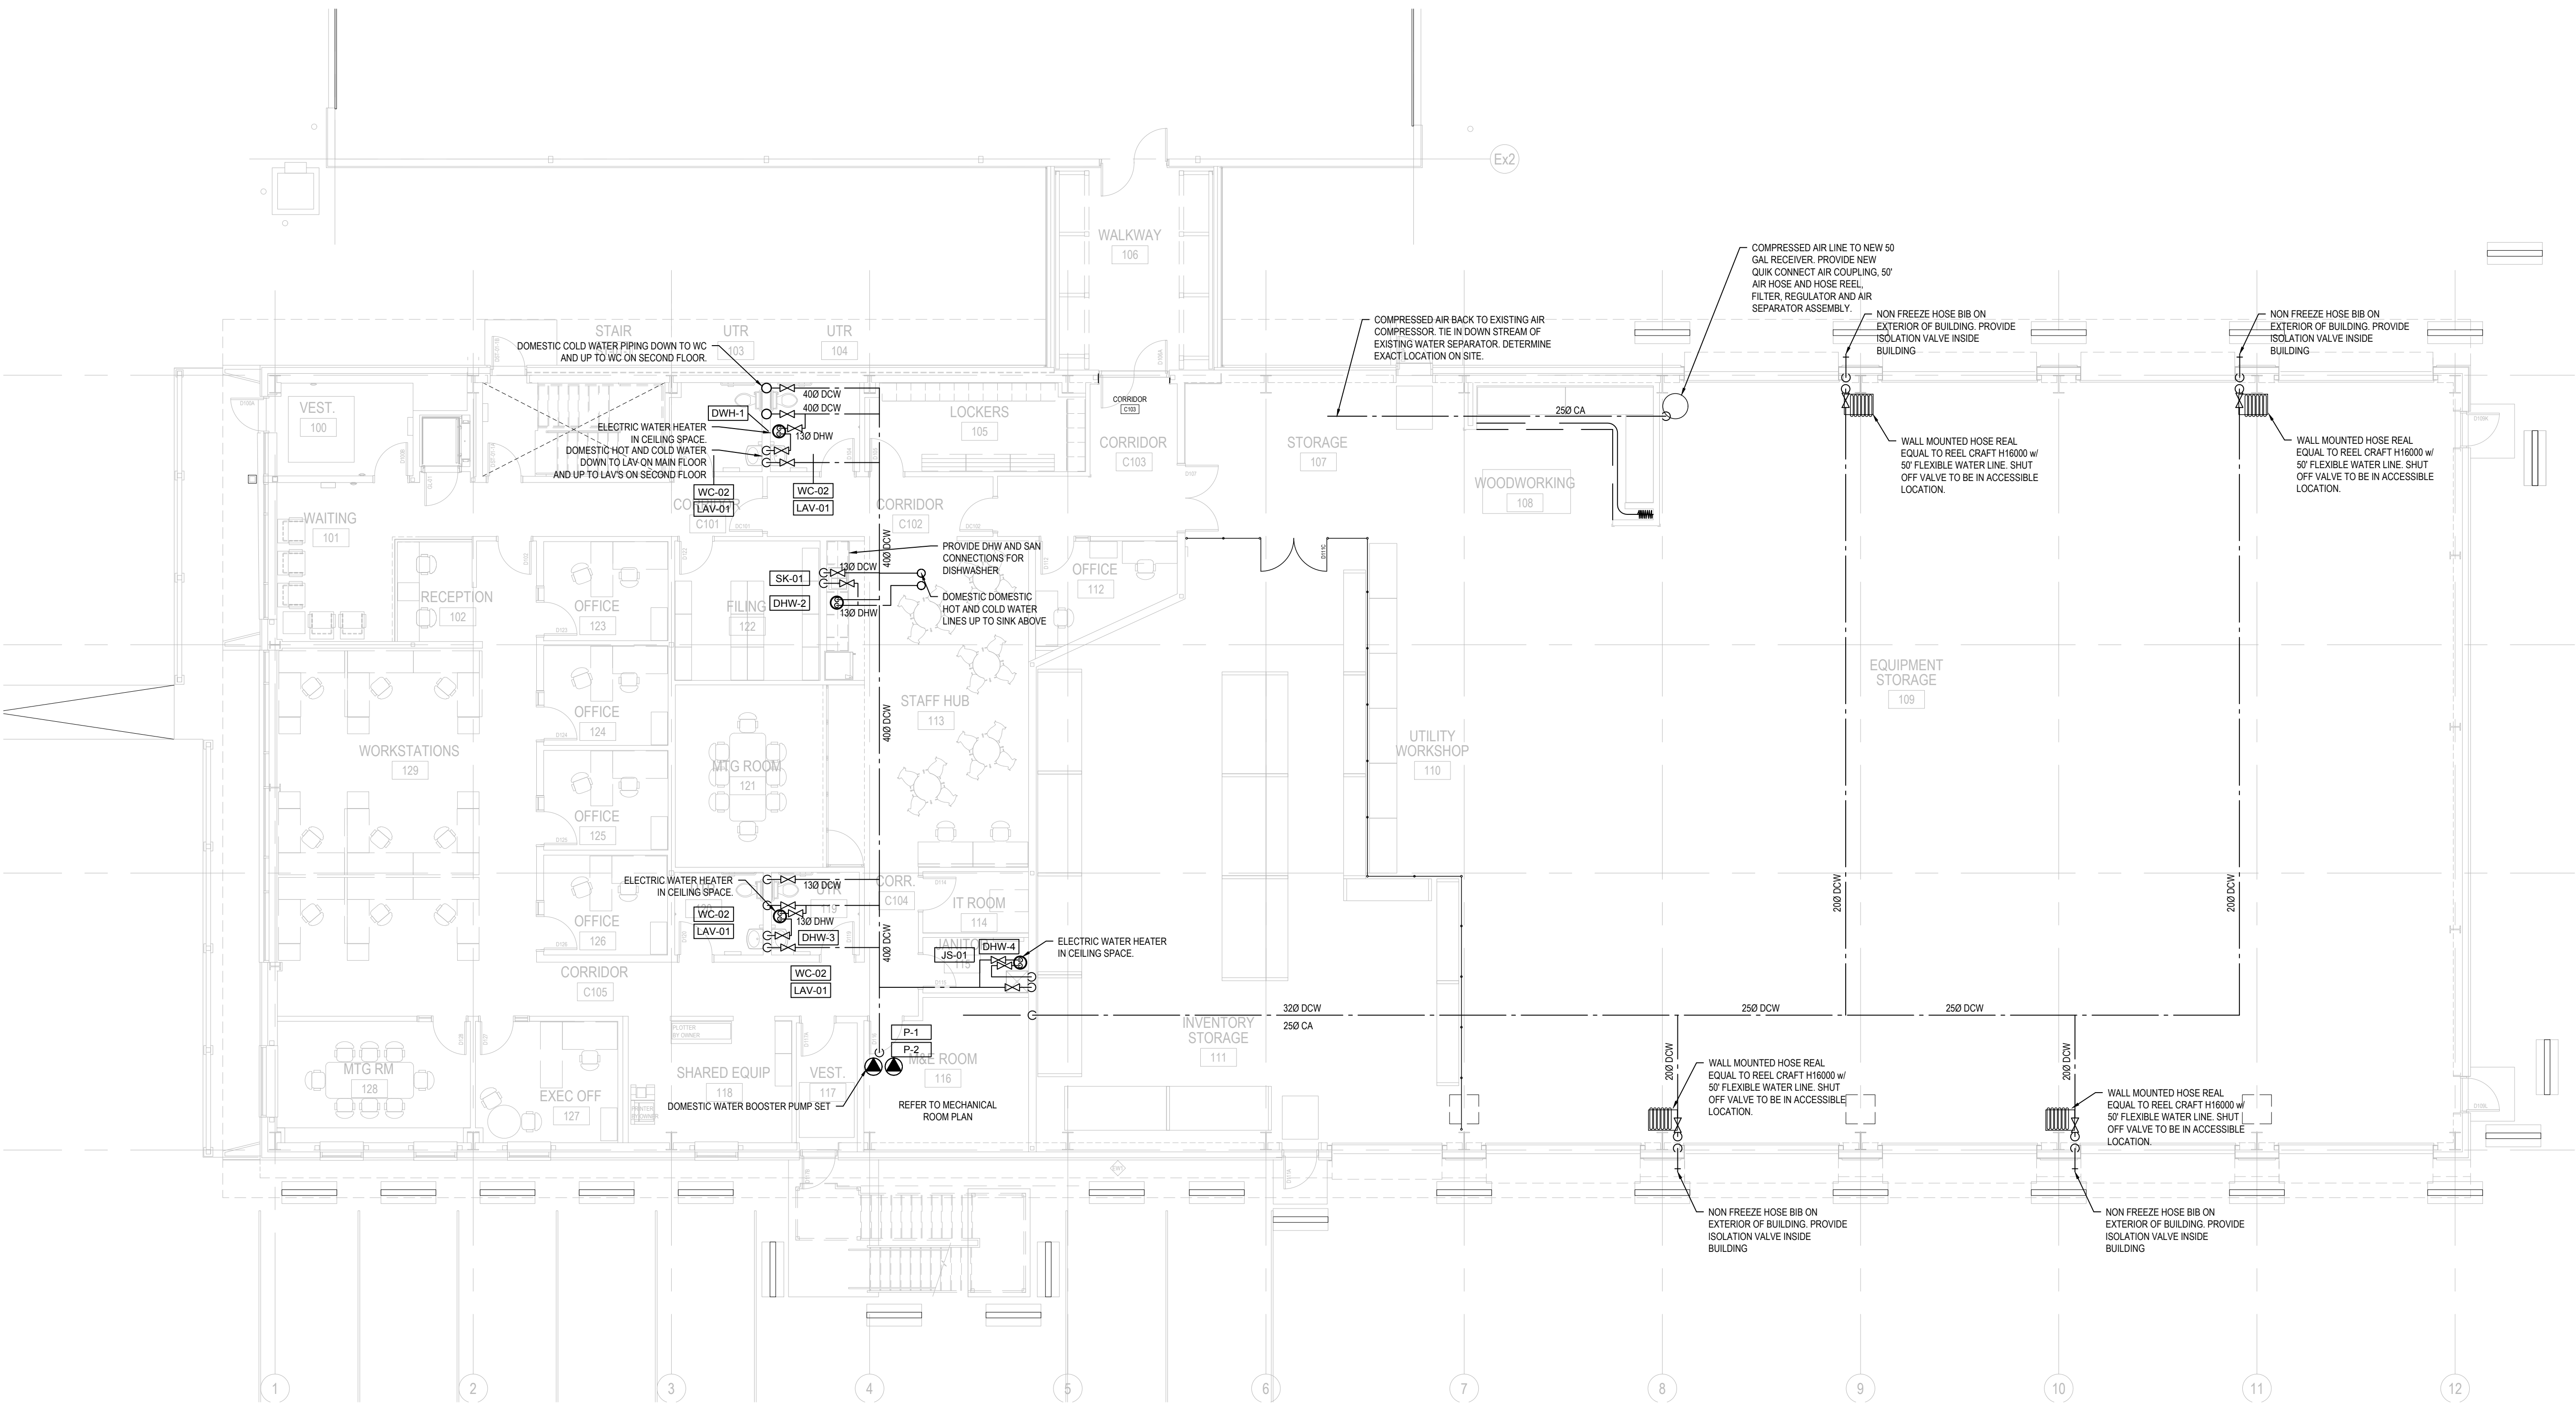 Ex2
WALKWAY
106
COMPRESSED AIR LINE TO NEW 50
GAL RECEIVER. PROVIDE NEW
QUIK CONNECT AIR COUPLING, 50'
AIR HOSE AND HOSE REEL,
FILTER, REGULATOR AND AIR
SEPARATOR ASSEMBLY.
COMPRESSED AIR BACK TO EXISTING AIR
COMPRESSOR. TIE IN DOWN STREAM OF
EXISTING WATER SEPARATOR. DETERMINE
EXACT LOCATION ON SITE.
NON FREEZE HOSE BIB ON
EXTERIOR OF BUILDING. PROVIDE
ISOLATION VALVE INSIDE
BUILDING
NON FREEZE HOSE BIB ON
EXTERIOR OF BUILDING. PROVIDE
ISOLATION VALVE INSIDE
BUILDING
STAIR
UTR
103
UTR
104
DOMESTIC COLD WATER PIPING DOWN TO WC
AND UP TO WC ON SECOND FLOOR.
40Ø DCW
40Ø DCW
DWH-1
ELECTRIC WATER HEATER
IN CEILING SPACE.
13Ø DHW
DOMESTIC HOT AND COLD WATER
DOWN TO LAV ON MAIN FLOOR
AND UP TO LAV'S ON SECOND FLOOR
WC-02
LAV-01
WC-02
LAV-01
VEST.
100
D100A
D100B
LOCKERS
105
CORRIDOR
C103
CORRIDOR
C103
STORAGE
107
25Ø CA
WOODWORKING
108
WALL MOUNTED HOSE REAL
EQUAL TO REEL CRAFT H16000 w/
50' FLEXIBLE WATER LINE. SHUT
OFF VALVE TO BE IN ACCESSIBLE
LOCATION.
WALL MOUNTED HOSE REAL
EQUAL TO REEL CRAFT H16000 w/
50' FLEXIBLE WATER LINE. SHUT
OFF VALVE TO BE IN ACCESSIBLE
LOCATION.
WAITING
101
CORRIDOR
C101
CORRIDOR
C102
40Ø DCW
PROVIDE DHW AND SAN
CONNECTIONS FOR
DISHWASHER
13Ø DCW
SK-01
DHW-2
13Ø DHW
DOMESTIC DOMESTIC
HOT AND COLD WATER
LINES UP TO SINK ABOVE
RECEPTION
102
OFFICE
123
D123
FILING
122
OFFICE
112
D111C
OFFICE
124
D124
MTG ROOM
121
STAFF HUB
113
40Ø DCW
EQUIPMENT
STORAGE
109
UTILITY
WORKSHOP
110
WORKSTATIONS
129
OFFICE
125
D125
OFFICE
126
D126
ELECTRIC WATER HEATER
IN CEILING SPACE.
13Ø DCW
UTR
119
13Ø DHW
WC-02
LAV-01
DHW-3
CORR.
C104
D114
IT ROOM
114
40Ø DCW
20Ø DCW
20Ø DCW
DHW-4
JS-01
115
ELECTRIC WATER HEATER
IN CEILING SPACE.
WC-02
LAV-01
CORRIDOR
C105
32Ø DCW
25Ø CA
25Ø DCW
25Ø DCW
INVENTORY
STORAGE
111
PLOTTER
BY OWNER
P-1
P-2
M&E ROOM
116
MTG RM
128
EXEC OFF
127
SHARED EQUIP
118
VEST.
117
DOMESTIC WATER BOOSTER PUMP SET
REFER TO MECHANICAL
ROOM PLAN
20Ø DCW
WALL MOUNTED HOSE REAL
EQUAL TO REEL CRAFT H16000 w/
50' FLEXIBLE WATER LINE. SHUT
OFF VALVE TO BE IN ACCESSIBLE
LOCATION.
20Ø DCW
WALL MOUNTED HOSE REAL
EQUAL TO REEL CRAFT H16000 w/
50' FLEXIBLE WATER LINE. SHUT
OFF VALVE TO BE IN ACCESSIBLE
LOCATION.
NON FREEZE HOSE BIB ON
EXTERIOR OF BUILDING. PROVIDE
ISOLATION VALVE INSIDE
BUILDING
NON FREEZE HOSE BIB ON
EXTERIOR OF BUILDING. PROVIDE
ISOLATION VALVE INSIDE
BUILDING
1
2
3
4
5
6
7
8
9
10
11
12